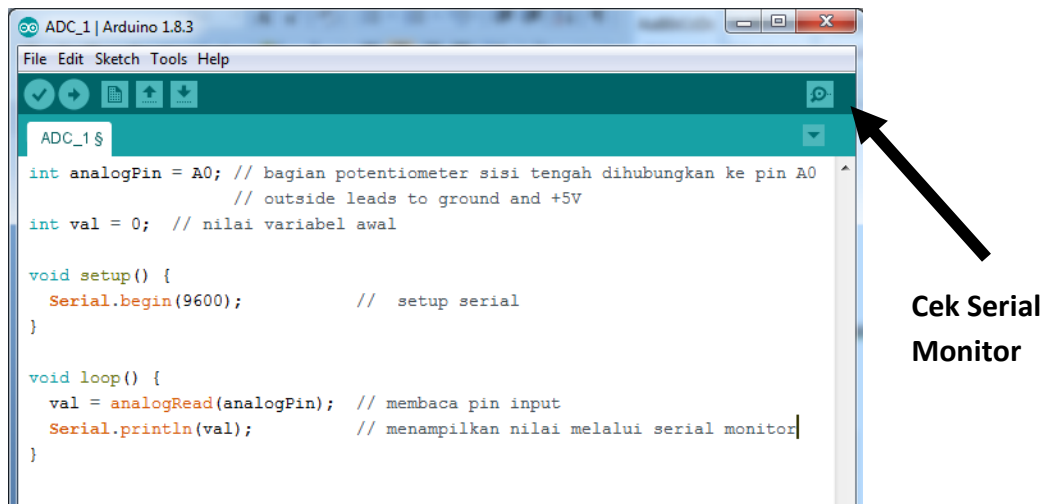 ADC_1 | Arduino 1.8.3
File Edit Sketch Tools Help
ADC_1 §
int analogPin = A0; // bagian potentiometer sisi tengah dihubungkan ke pin A0
// outside leads to ground and +5V
int val = 0; // nilai variabel awal
void setup() {
Serial.begin(9600); // setup serial
}
void loop() {
val = analogRead(analogPin); // membaca pin input
Serial.println(val); // menampilkan nilai melalui serial monitor
}
Cek Serial
Monitor